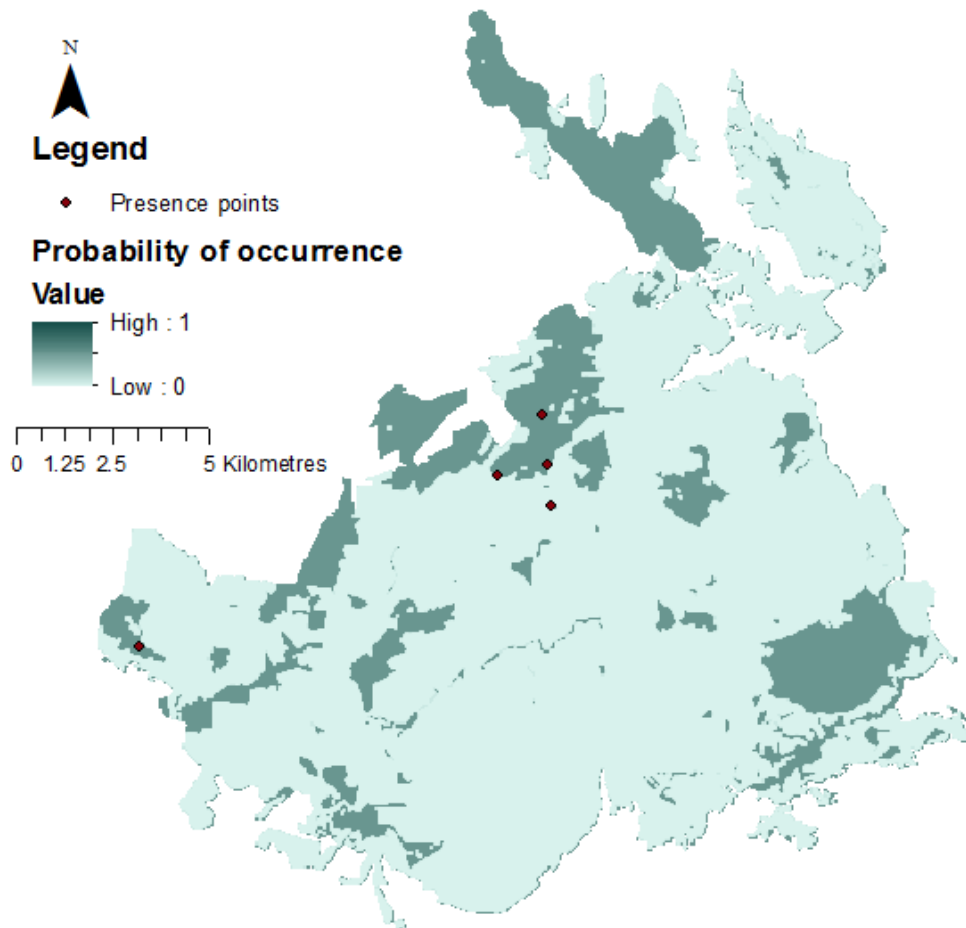 N
Legend
Presence points
Probability of occurrence
Value
High : 1
Low : 0
0 1.25 2.5 5 Kilometres